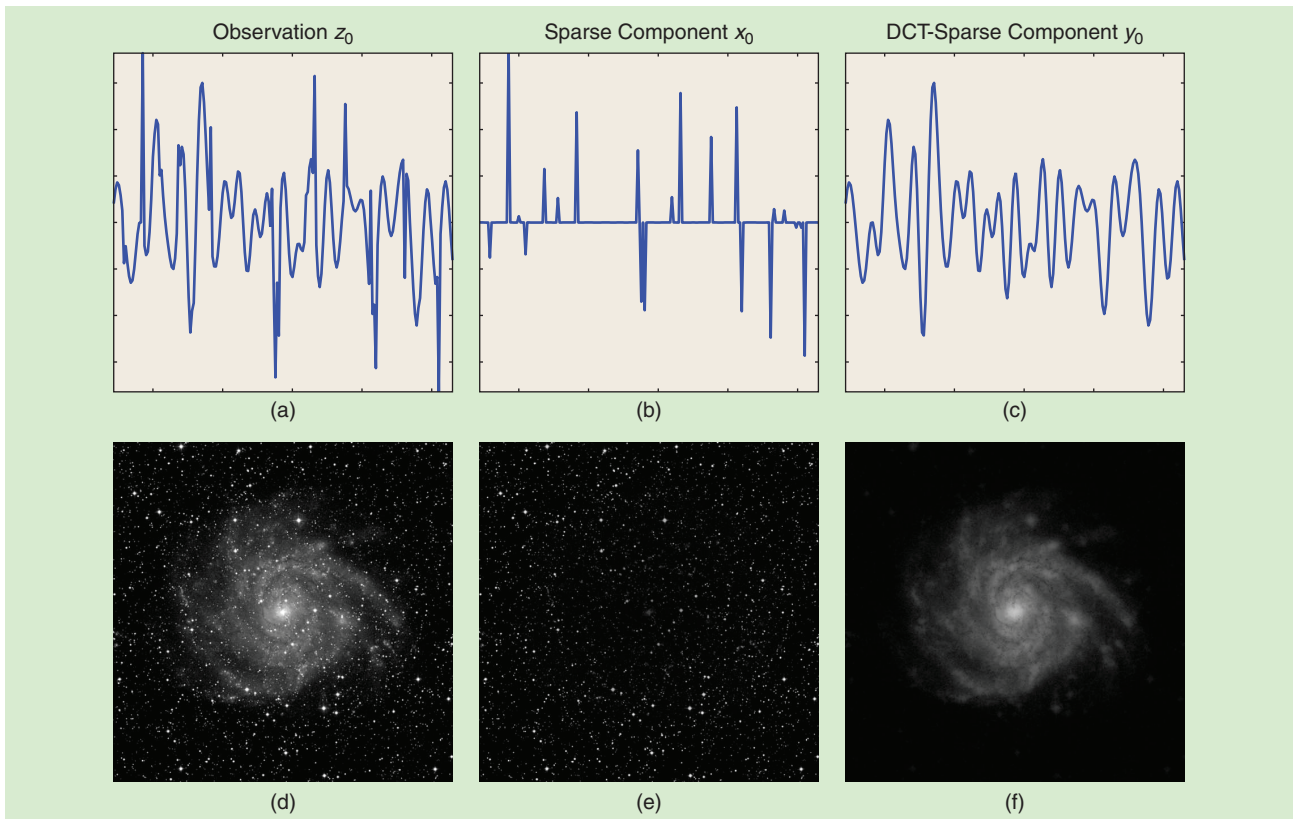 Observation z₀
Sparse Component x₀
DCT-Sparse Component y₀
(a)
(b)
(c)
(d)
(e)
(f)